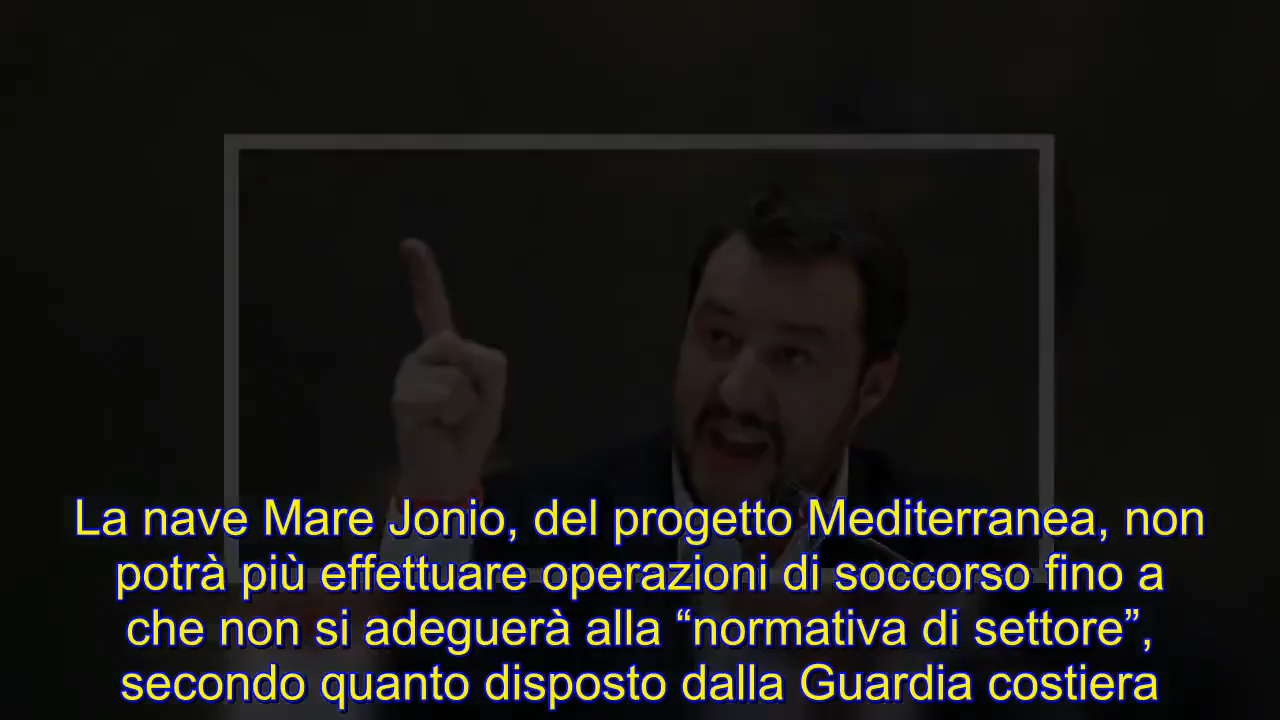 La nave Mare Jonio, del progetto Mediterranea, non
potrà più effettuare operazioni di soccorso fino a
che non si adeguerà alla “normativa di settore”,
secondo quanto disposto dalla Guardia costiera